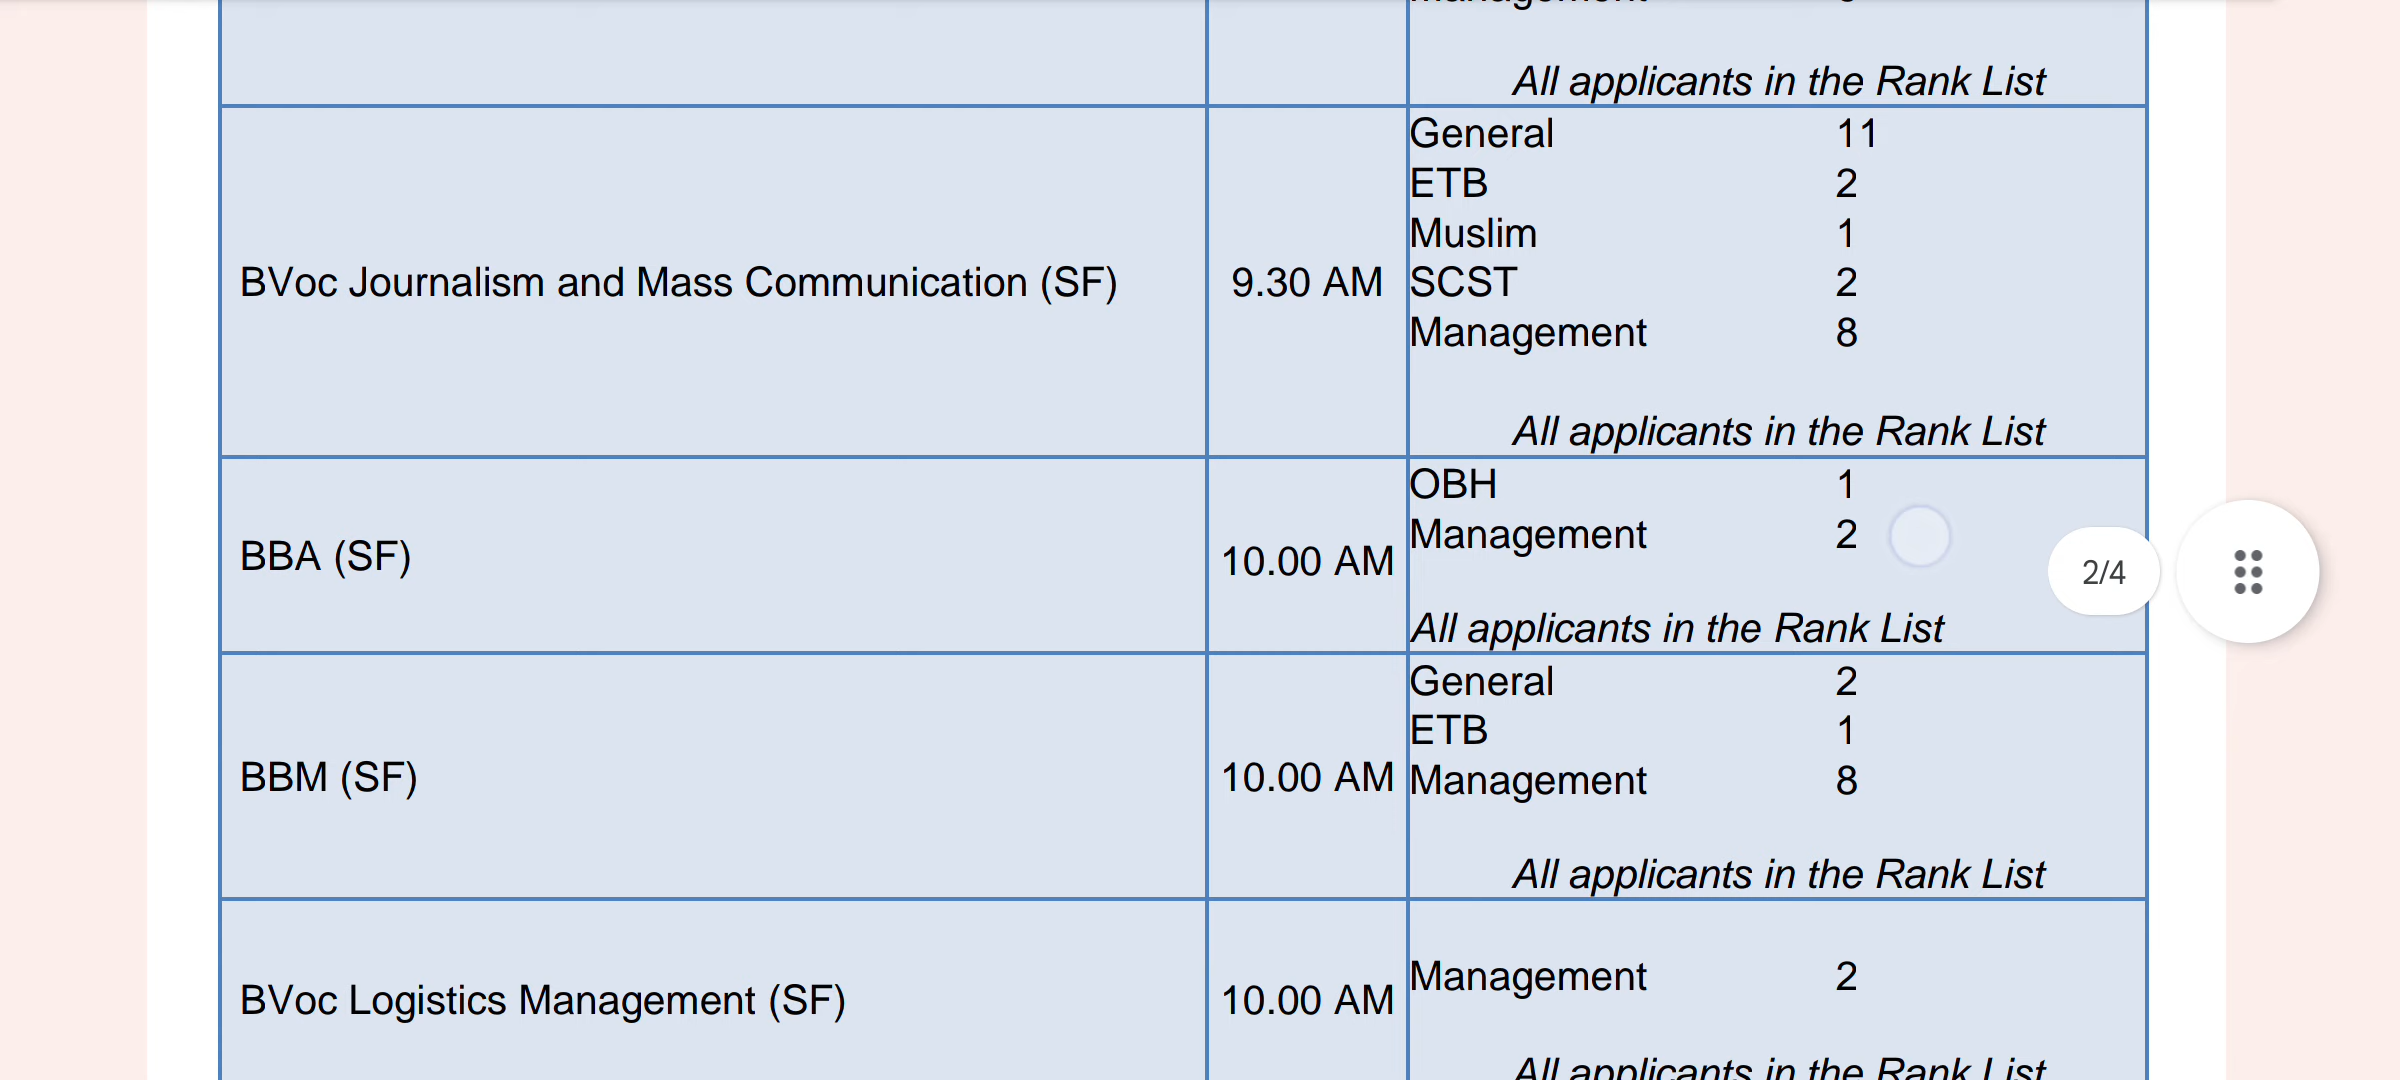 All applicants in the Rank List
BVoc Journalism and Mass Communication (SF)
9.30 AM
General 11
ETB 2
Muslim 1
SCST 2
Management 8
All applicants in the Rank List
BBA (SF)
10.00 AM
OBH 1
Management 2
All applicants in the Rank List
2/4
BBM (SF)
10.00 AM
General 2
ETB 1
Management 8
All applicants in the Rank List
BVoc Logistics Management (SF)
10.00 AM
Management 2
All applicants in the Rank List